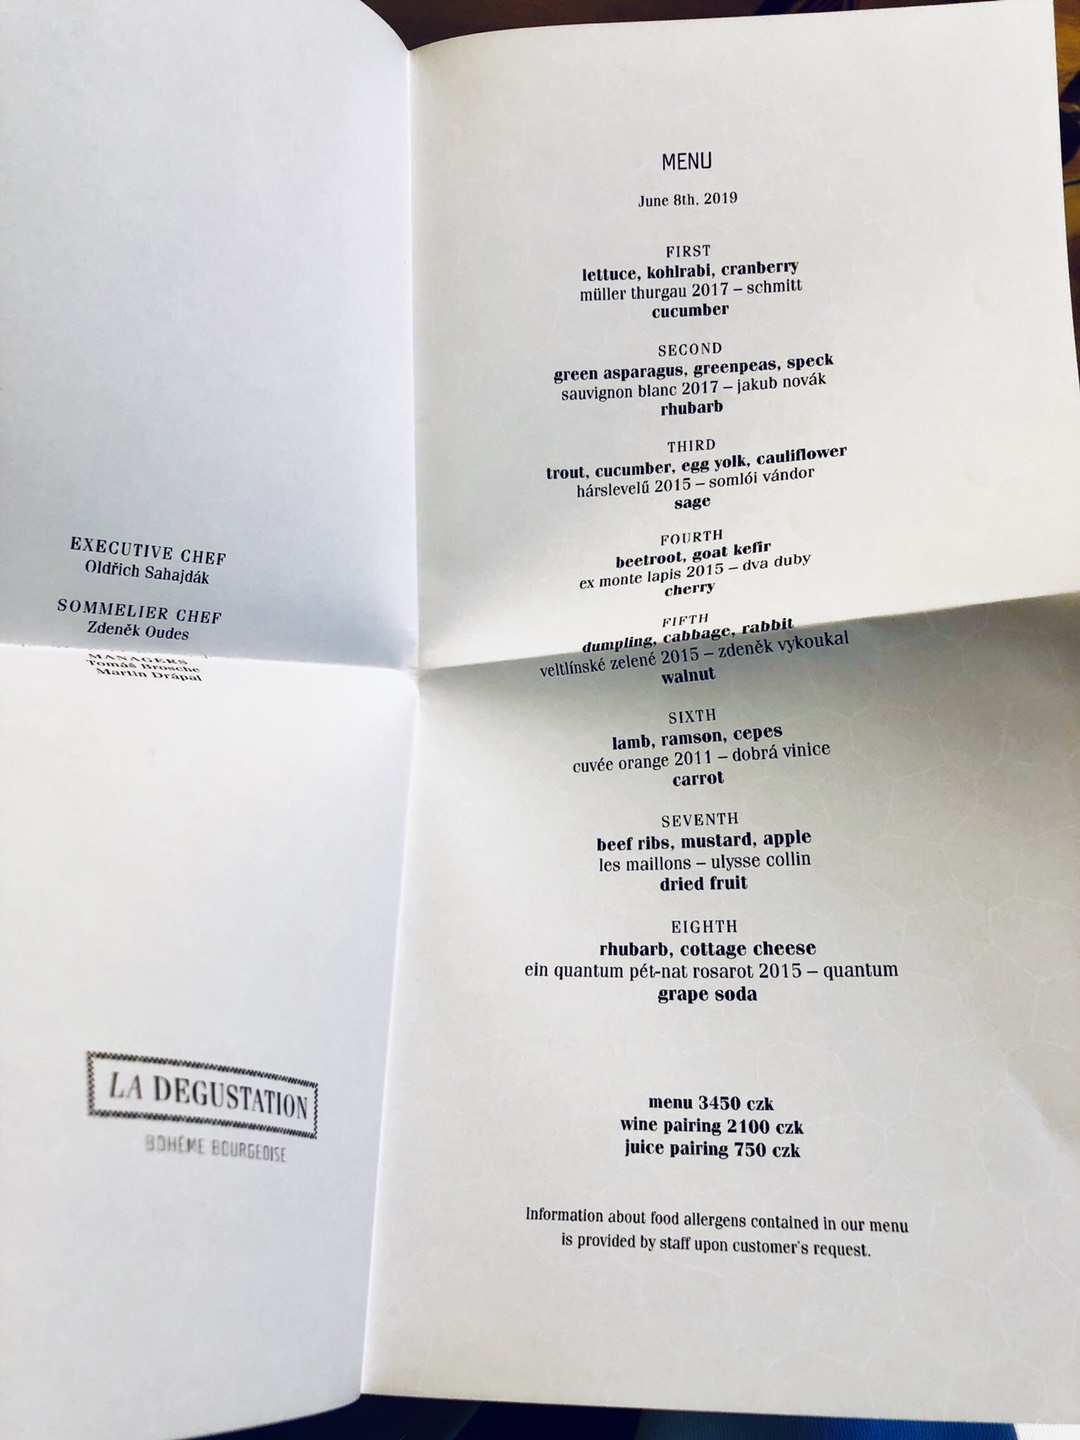 EXECUTIVE CHEF
Oldřich Sahajdák
SOMMELIER CHEF
Zdeněk Oudes
MANAGERS
Tomáš Brosche
Martin Drápal
LA DEGUSTATION
BOHÊME BOURGEOISE
MENU
June 8th, 2019
FIRST
lettuce, kohlrabi, cranberry
müller thurgau 2017 – schmitt
cucumber
SECOND
green asparagus, greenpeas, speck
sauvignon blanc 2017 – jakub novák
rhubarb
THIRD
trout, cucumber, egg yolk, cauliflower
hárslevelű 2015 – somlói vándor
sage
FOURTH
beetroot, goat kefir
ex monte lapis 2015 – dva duby
cherry
FIFTH
dumpling, cabbage, rabbit
veltlínské zelené 2015 – zdeněk vykoukal
walnut
SIXTH
lamb, ramson, cepes
cuvée orange 2011 – dobrá vinice
carrot
SEVENTH
beef ribs, mustard, apple
les maillons – ulysse collin
dried fruit
EIGHTH
rhubarb, cottage cheese
ein quantum pét-nat rosarot 2015 – quantum
grape soda
menu 3450 czk
wine pairing 2100 czk
juice pairing 750 czk
Information about food allergens contained in our menu
is provided by staff upon customer's request.